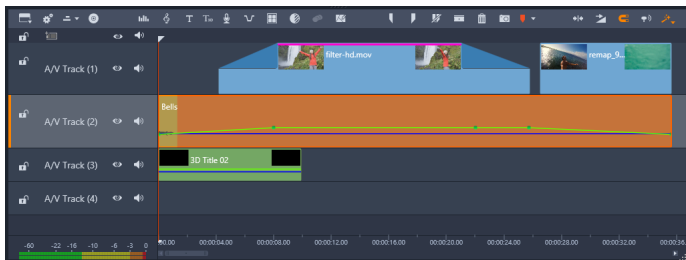 T T3D
A/V Track (1)
filter-hd.mov
remap_9...
A/V Track (2)
Bells
A/V Track (3)
3D Title 02
A/V Track (4)
-60 -22 -16 -10 -6 -3 0
00.00 00:00:04.00 00:00:08.00 00:00:12.00 00:00:16.00 00:00:20.00 00:00:24.00 00:00:28.00 00:00:32.00 00:00:36.